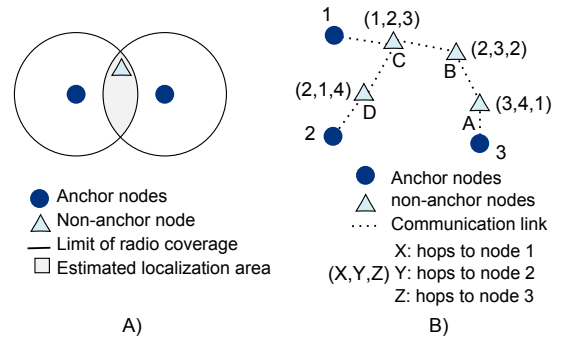 1
(1,2,3)
C
(2,3,2)
B
(2,1,4)
D
2
A
(3,4,1)
3
Anchor nodes
Non-anchor node
Limit of radio coverage
Estimated localization area
A)
Anchor nodes
non-anchor nodes
Communication link
X: hops to node 1
(X,Y,Z) Y: hops to node 2
Z: hops to node 3
B)